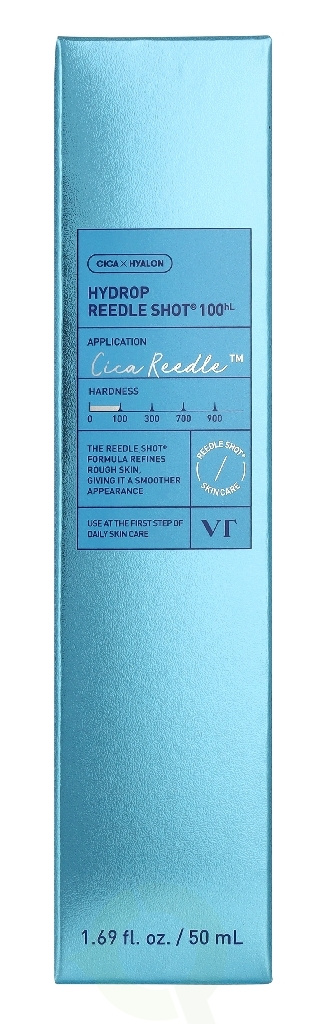 CICA × HYALON
HYDROP
REEDLE SHOT® 100hL
APPLICATION
Cica Reedle™
HARDNESS
0 100 300 700 900
THE REEDLE SHOT®
FORMULA REFINES
ROUGH SKIN,
GIVING IT A SMOOTHER
APPEARANCE
REEDLE SHOT®
SKIN CARE
USE AT THE FIRST STEP OF
DAILY SKIN CARE
VT
1.69 fl. oz. / 50 mL